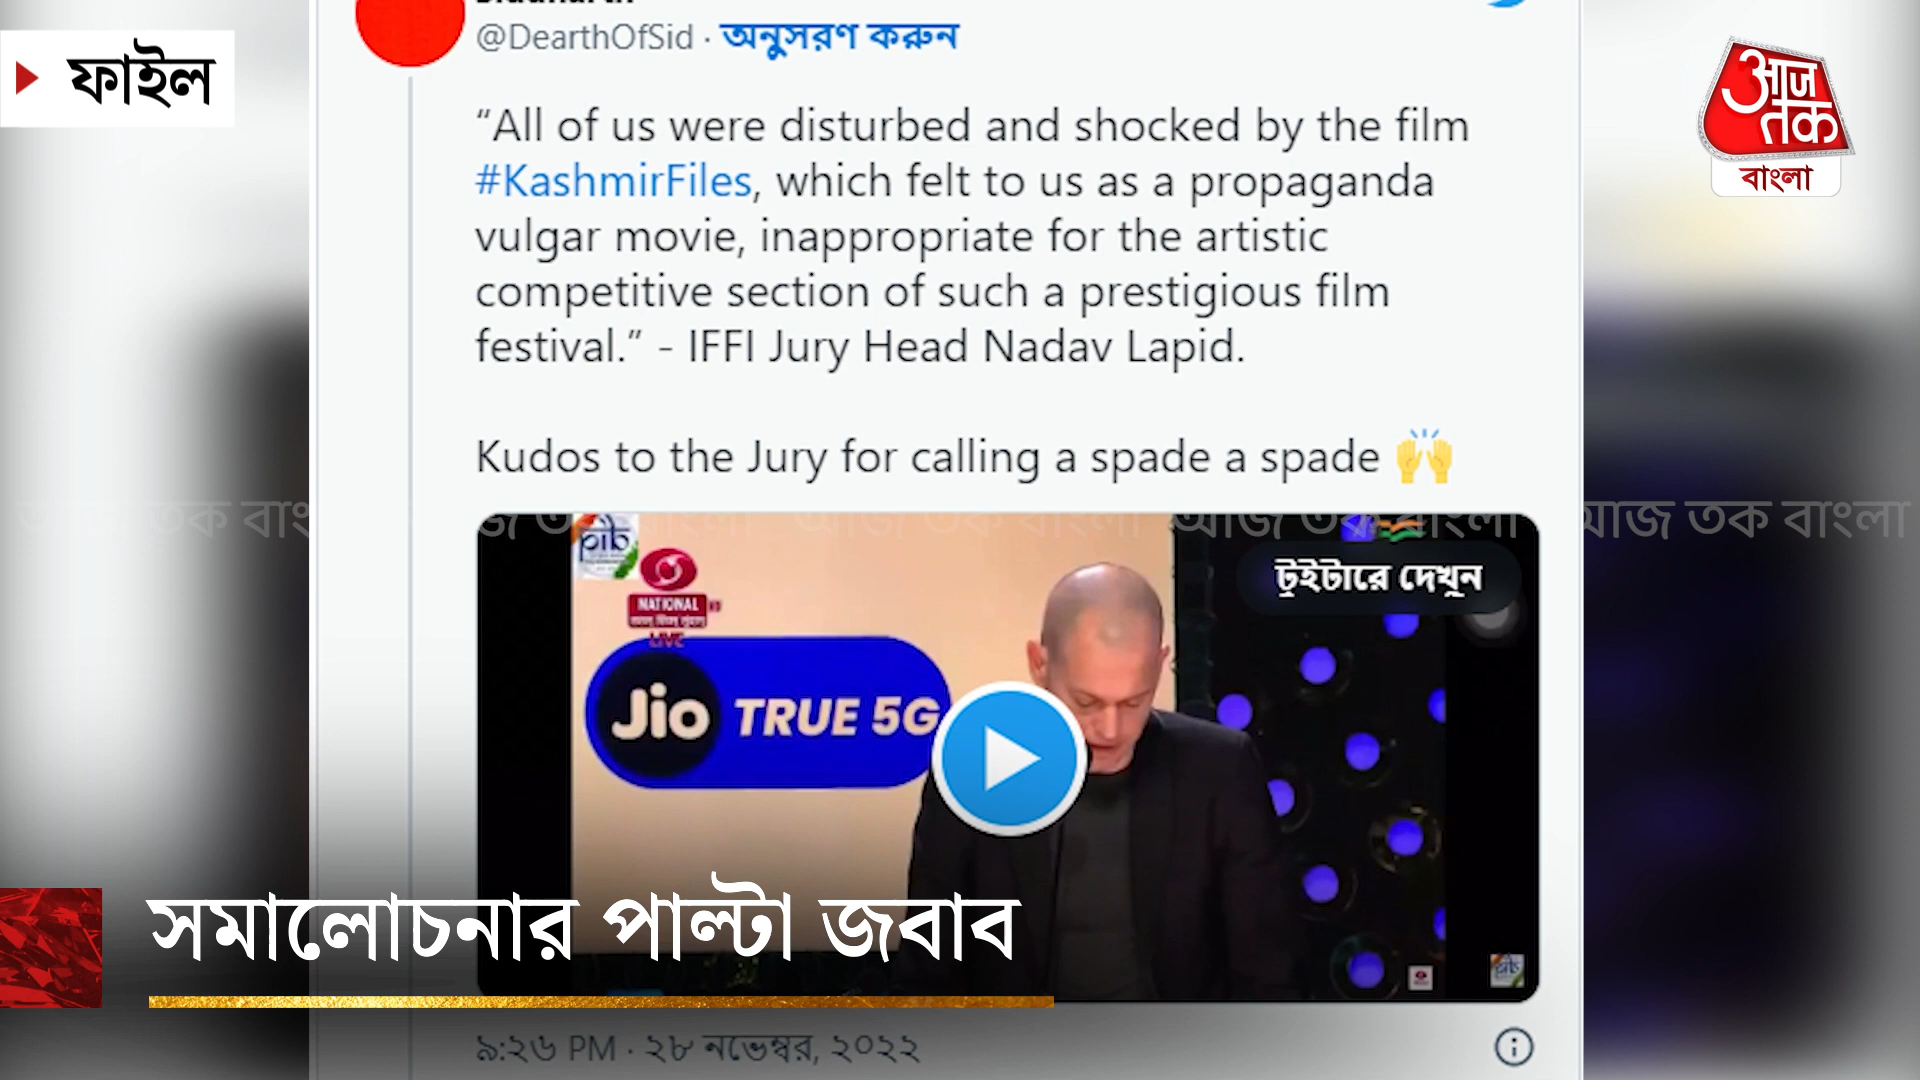 @DearthOfSid · অনুসরণ করুন
ফাইল
आज
तक
বাংলা
“All of us were disturbed and shocked by the film
#KashmirFiles, which felt to us as a propaganda
vulgar movie, inappropriate for the artistic
competitive section of such a prestigious film
festival.” - IFFI Jury Head Nadav Lapid.
Kudos to the Jury for calling a spade a spade 🙌
আজ তক বাংলা
pib
টুইটারে দেখুন
NATIONAL
LIVE
Jio TRUE 5G
সমালোচনার পাল্টা জবাব
pib
৯:২৬ PM · ২৮ নভেম্বর, ২০২২